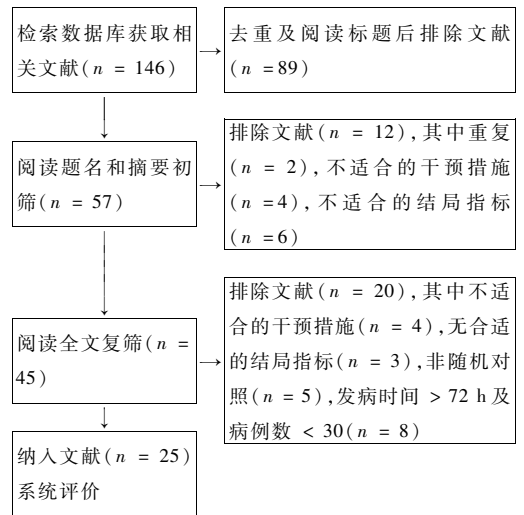 检索数据库获取相
关文献(n = 146)
去重及阅读标题后排除文献
(n =89)
阅读题名和摘要初
筛(n = 57)
排除文献(n = 12),其中重复
(n = 2),不适合的干预措施
(n =4),不适合的结局指标
(n =6)
阅读全文复筛(n =
45)
排除文献(n = 20),其中不适
合的干预措施(n = 4),无合适
的结局指标(n = 3),非随机对
照(n = 5),发病时间 > 72 h 及
病例数 < 30(n = 8)
纳入文献(n = 25)
系统评价